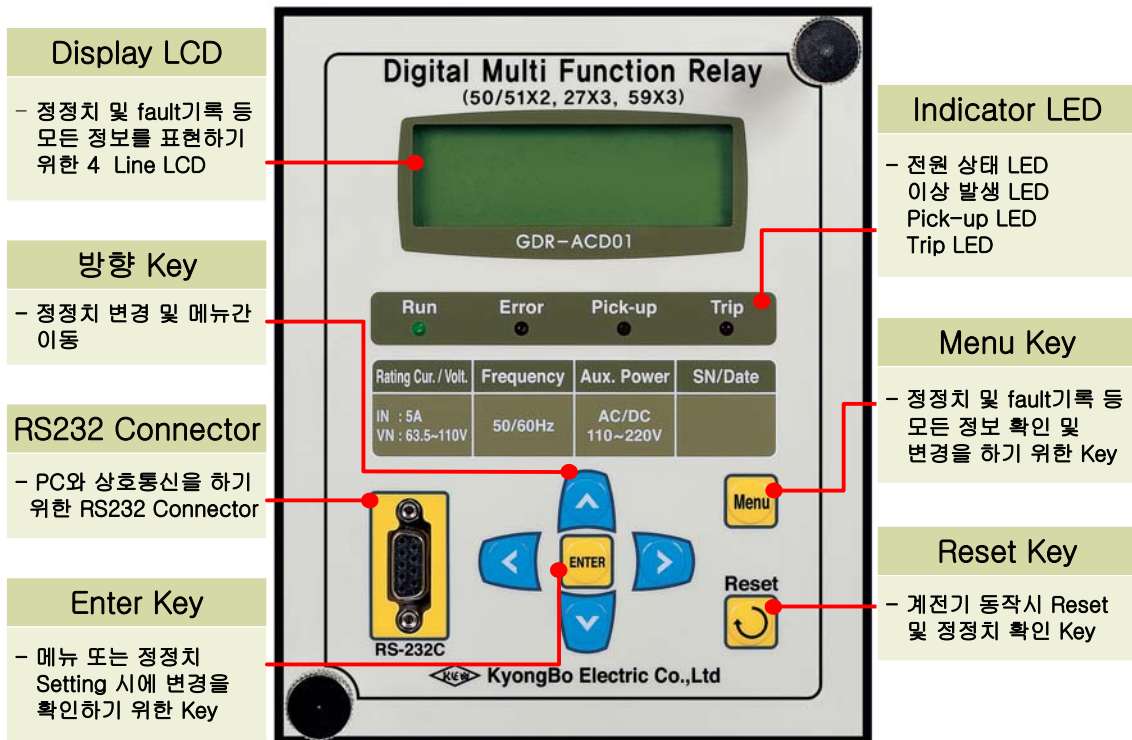 Display LCD
- 정정치 및 fault기록 등
모든 정보를 표현하기
위한 4 Line LCD
방향 Key
- 정정치 변경 및 메뉴간
이동
RS232 Connector
- PC와 상호통신을 하기
위한 RS232 Connector
Enter Key
- 메뉴 또는 정정치
Setting 시에 변경을
확인하기 위한 Key
Digital Multi Function Relay
(50/51X2, 27X3, 59X3)
GDR-ACD01
Run Error Pick-up Trip
Rating Cur. / Volt. Frequency Aux. Power SN/Date
IN : 5A
VN : 63.5~110V
50/60Hz
AC/DC
110~220V
Menu
ENTER
Reset
RS-232C
KyongBo Electric Co.,Ltd
Indicator LED
- 전원 상태 LED
이상 발생 LED
Pick-up LED
Trip LED
Menu Key
- 정정치 및 fault기록 등
모든 정보 확인 및
변경을 하기 위한 Key
Reset Key
- 계전기 동작시 Reset
및 정정치 확인 Key